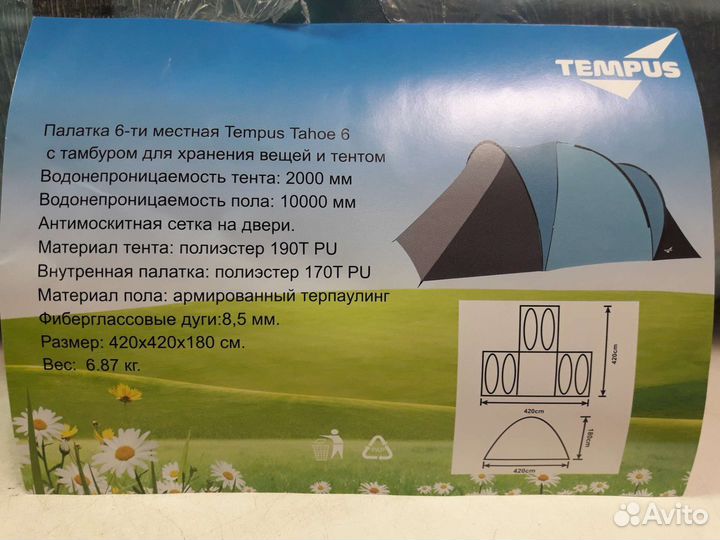 TEMPUS
Палатка 6-ти местная Tempus Tahoe 6
с тамбуром для хранения вещей и тентом
Водонепроницаемость тента: 2000 мм
Водонепроницаемость пола: 10000 мм
Антимоскитная сетка на двери.
Материал тента: полиэстер 190T PU
Внутренная палатка: полиэстер 170T PU
Материал пола: армированный терпаулинг
Фиберглассовые дуги:8,5 мм.
Размер: 420x420x180 см.
Вес: 6.87 кг.
420cm
420cm
180cm
420cm
Avito